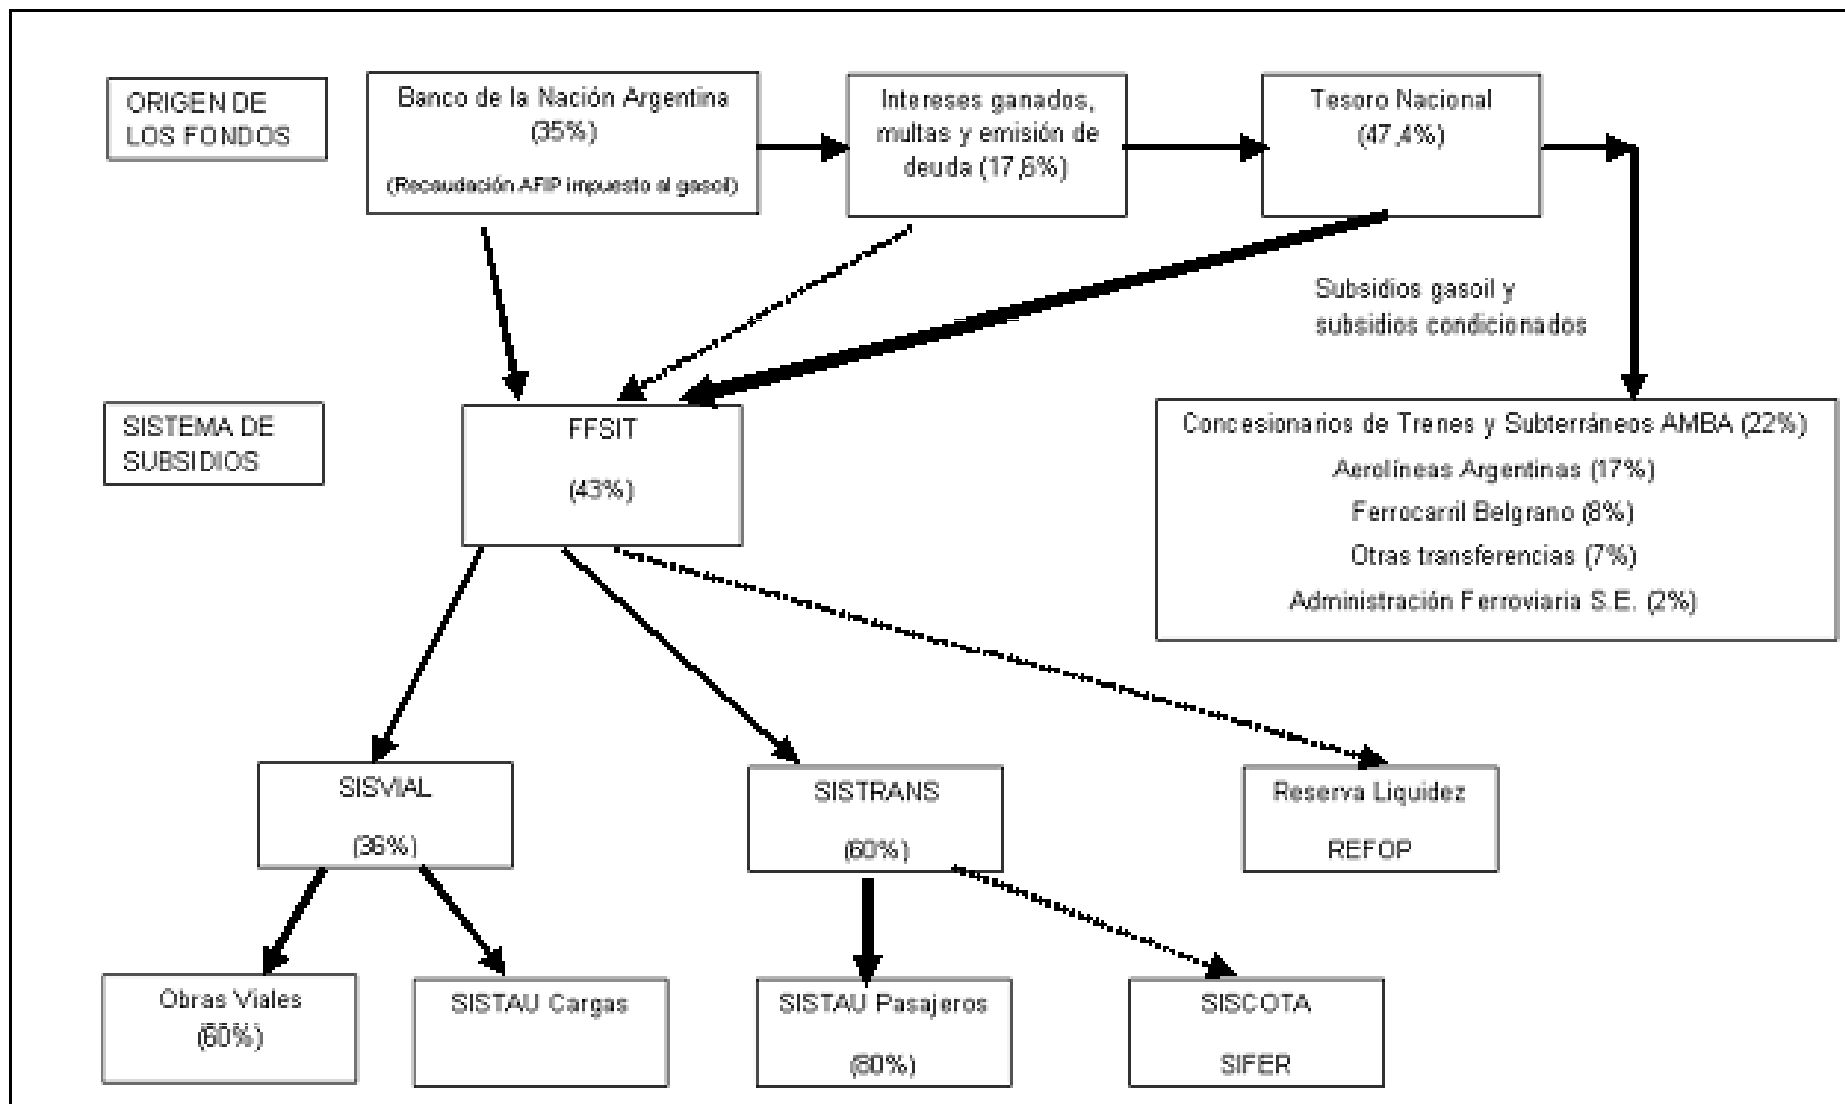 ORIGEN DE
LOS FONDOS
Banco de la Nación Argentina
(35%)
(Recaudación AFIP impuesto al gasoil)
Intereses ganados,
multas y emisión de
deuda (17,6%)
Tesoro Nacional
(47,4%)
Subsidios gasoil y
subsidios condicionados
SISTEMA DE
SUBSIDIOS
FFSIT
(43%)
Concesionarios de Trenes y Subterráneos AMBA (22%)
Aerolíneas Argentinas (17%)
Ferrocarril Belgrano (8%)
Otras transferencias (7%)
Administración Ferroviaria S.E. (2%)
SISVIAL
(36%)
SISTRANS
(60%)
Reserva Liquidez
REFOP
Obras Viales
(60%)
SISTAU Cargas
SISTAU Pasajeros
(80%)
SISCOTA
SIFER